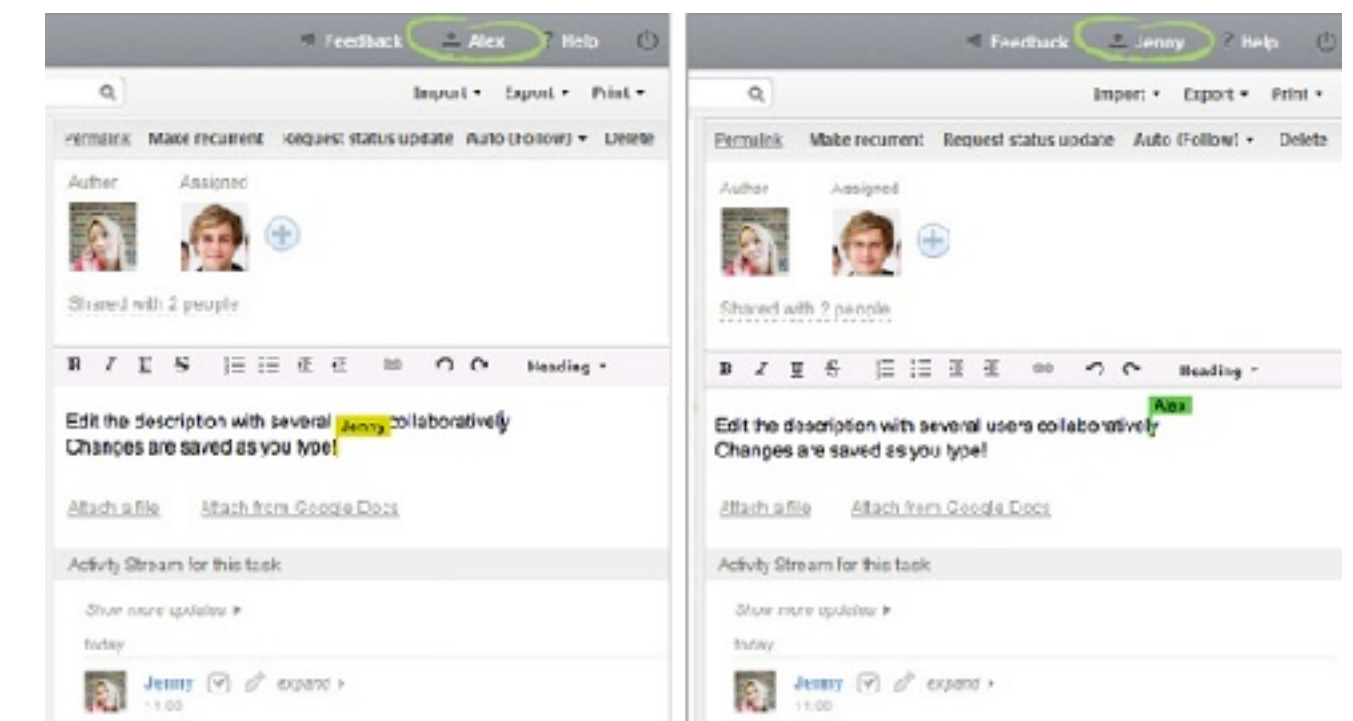 Feedback Alex ? Help
Import Export Print
Permalink Make recurrent Request status update Auto (Follow) Delete
Author Assigned
Shared with 2 people
B I U S Heading
Edit the description with several Jenny collaboratively
Changes are saved as you type!
Attach a file Attach from Google Docs
Activity Stream for this task
Show more updates
today
Jenny expand
11:00
Feedback Jenny ? Help
Import Export Print
Permalink Make recurrent Request status update Auto (Follow) Delete
Author Assigned
Shared with 2 people
B I U S Heading
Alex
Edit the description with several users collaboratively
Changes are saved as you type!
Attach a file Attach from Google Docs
Activity Stream for this task
Show more updates
today
Jenny expand
11:00